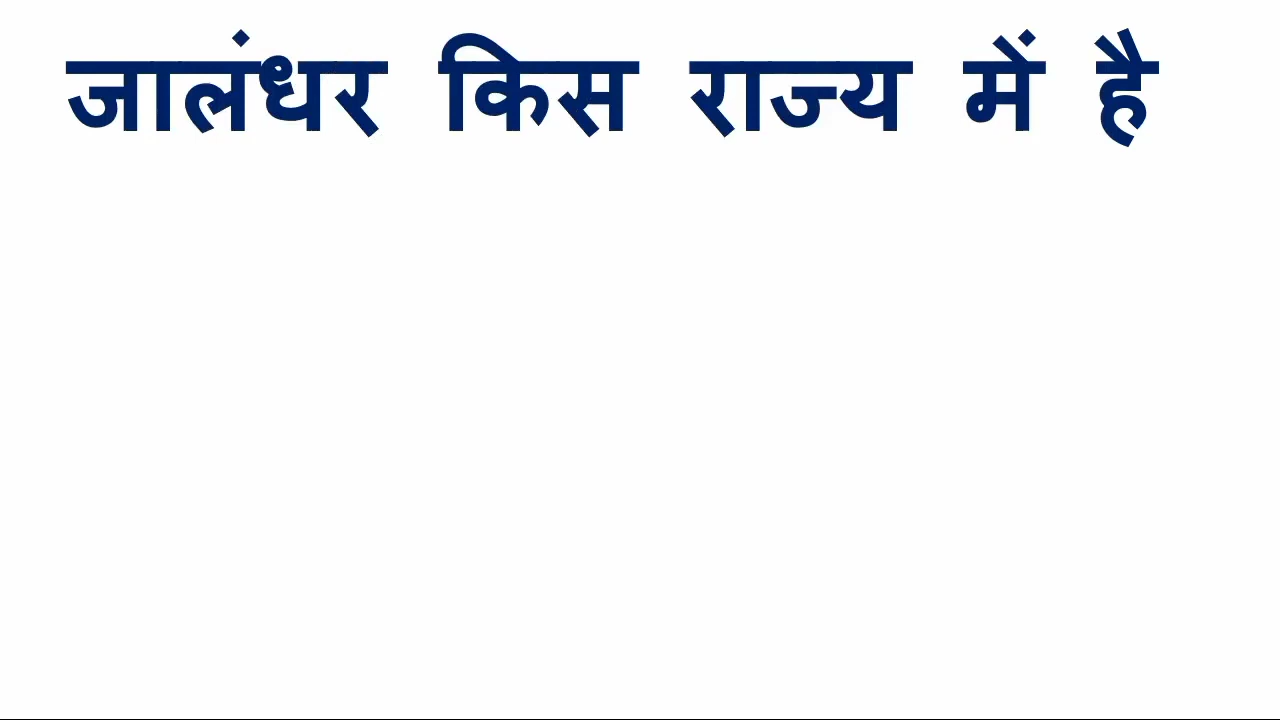 जालंधर किस राज्य में है